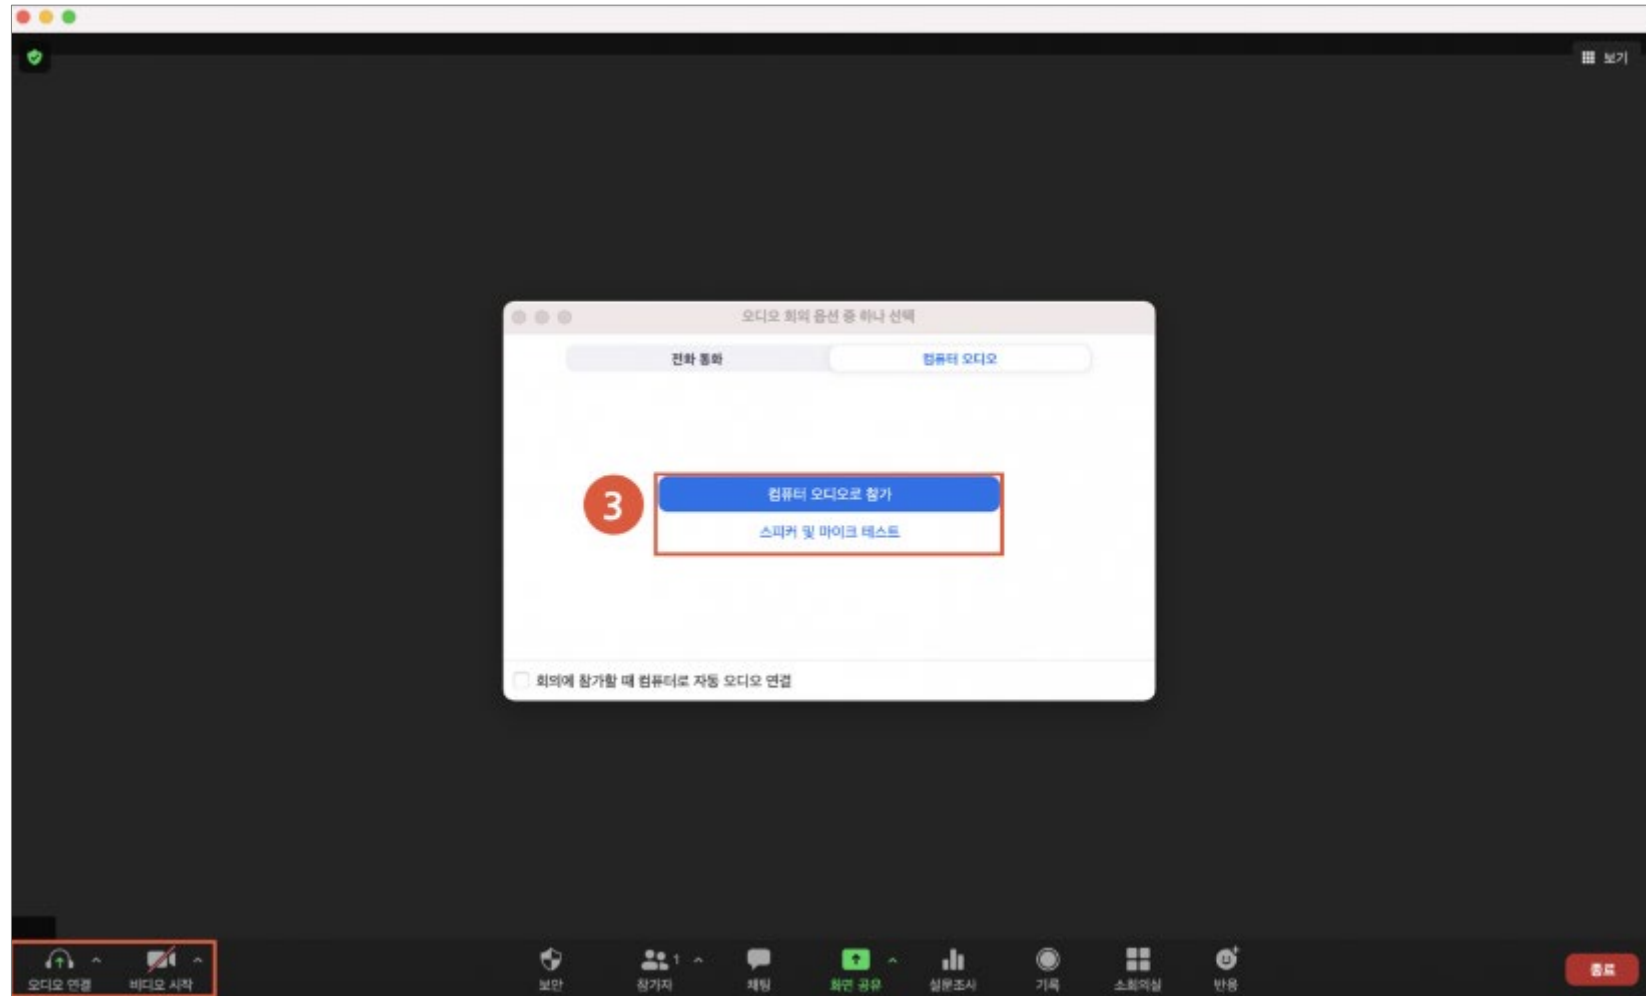 보기
오디오 회의 옵션 중 하나 선택
전화 통화
컴퓨터 오디오
3
컴퓨터 오디오로 참가
스피커 및 마이크 테스트
회의에 참가할 때 컴퓨터로 자동 오디오 연결
오디오 연결
비디오 시작
보안
참가자
1
채팅
화면 공유
설문조사
기록
소회의실
반응
종료